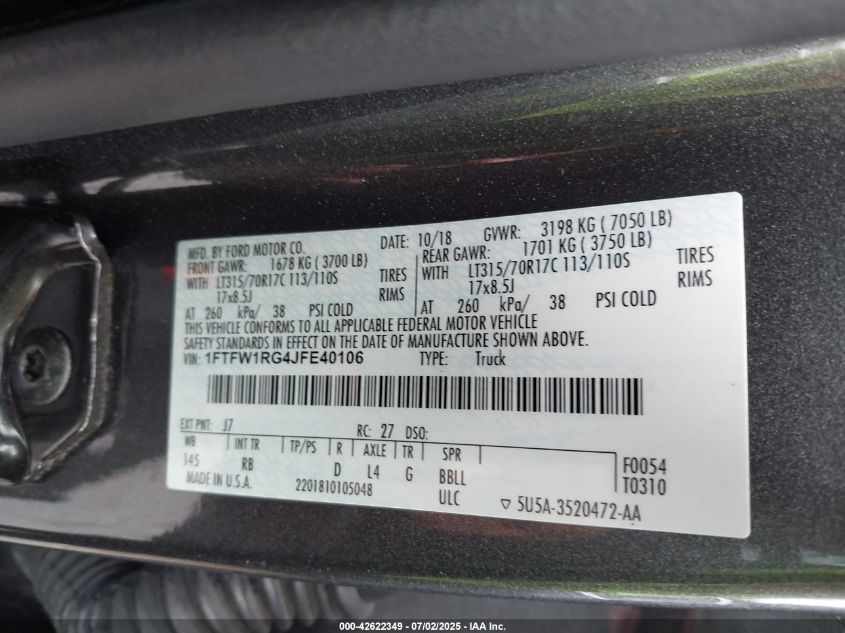 MFD. BY FORD MOTOR CO.
DATE: 10/18 GVWR: 3198 KG ( 7050 LB)
FRONT GAWR: 1678 KG ( 3700 LB) REAR GAWR: 1701 KG ( 3750 LB)
WITH LT315/70R17C 113/110S TIRES WITH LT315/70R17C 113/110S TIRES
17x8.5J RIMS 17x8.5J RIMS
AT 260 kPa/ 38 PSI COLD AT 260 kPa/ 38 PSI COLD
THIS VEHICLE CONFORMS TO ALL APPLICABLE FEDERAL MOTOR VEHICLE
SAFETY STANDARDS IN EFFECT ON THE DATE OF MANUFACTURE SHOWN ABOVE.
VIN: 1FTFW1RG4JFE40106 TYPE: Truck
EXT PNT: J7 RC: 27 DSO:
WB INT TR TP/PS R AXLE TR SPR
145 RB D L4 G BBLL F0054
MADE IN U.S.A. 2201810105048 ULC T0310
▽ 5U5A-3520472-AA
000-42622349 - 07/02/2025 - IAA Inc.